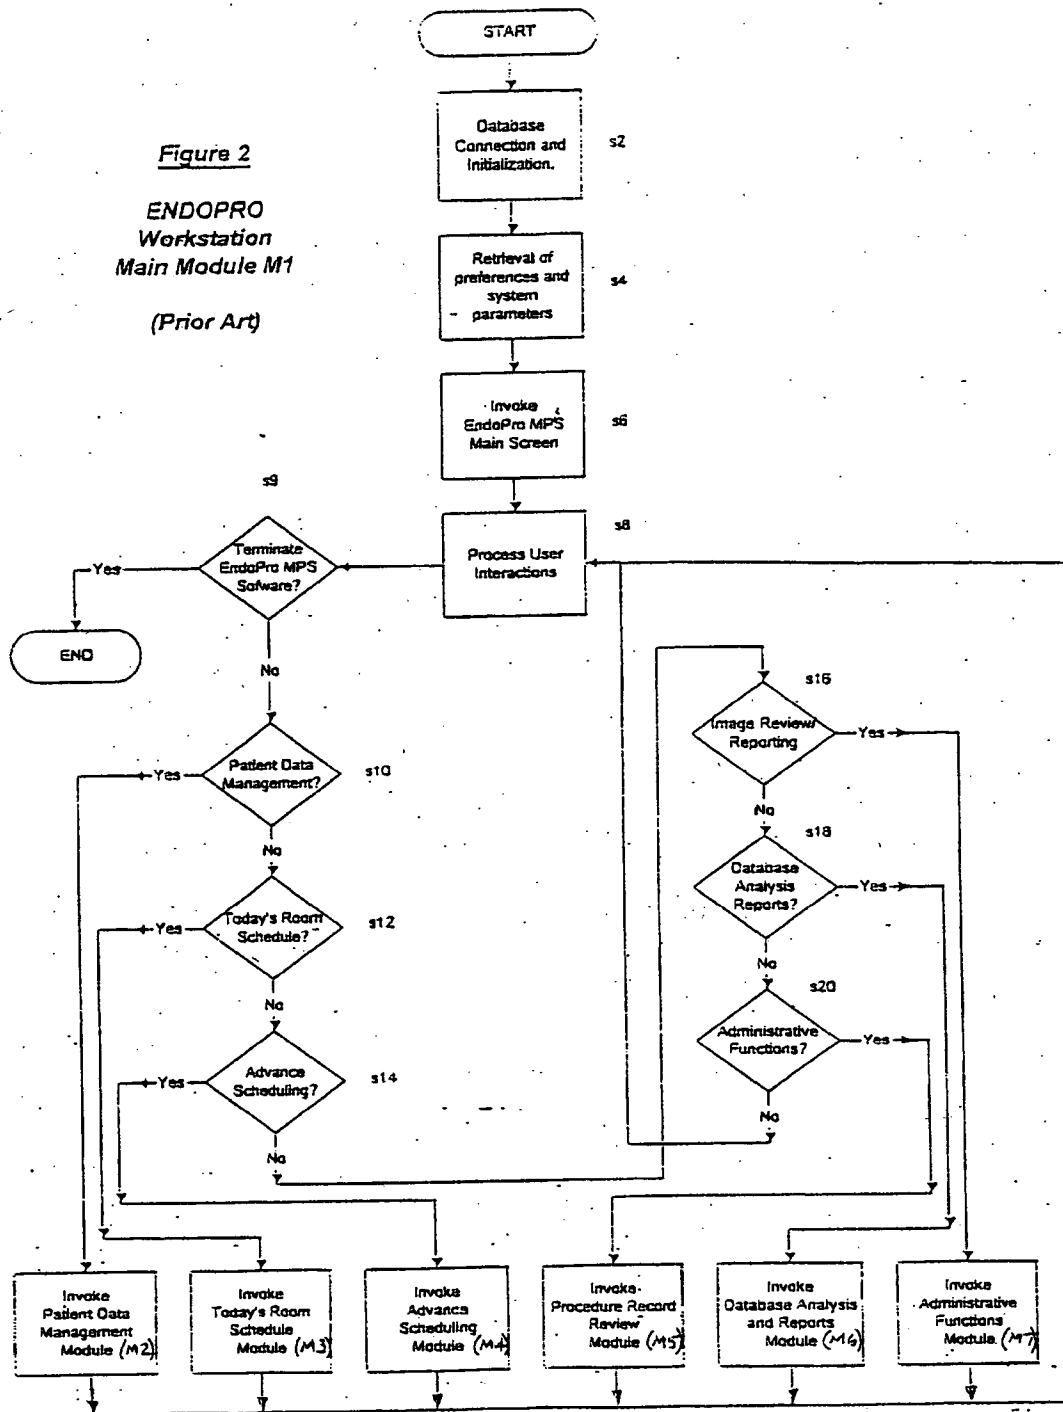 START
Database
Connection and
Initialization.
s2
Figure 2
ENDOPRO
Workstation
Main Module M1
(Prior Art)
Retrieval of
preferences and
system
parameters
s4
Invoke
EndoPro MPS
Main Screen
s6
s9
Process User
Interactions
s8
Terminate
EndoPro MPS
Sofware?
Yes
END
No
s16
Image Review/
Reporting
Yes
No
Patient Data
Management?
Yes
s10
No
s18
Database
Analysis
Reports?
Yes
No
Today's Room
Schedule?
Yes
s12
No
s20
Administrative
Functions?
Yes
No
Advance
Scheduling?
Yes
s14
No
Invoke
Patient Data
Management
Module (M2)
Invoke
Today's Room
Schedule
Module (M3)
Invoke
Advance
Scheduling
Module (M4)
Invoke
Procedure Record
Review
Module (M5)
Invoke
Database Analysis
and Reports
Module (M6)
Invoke
Administrative
Functions
Module. (M7)